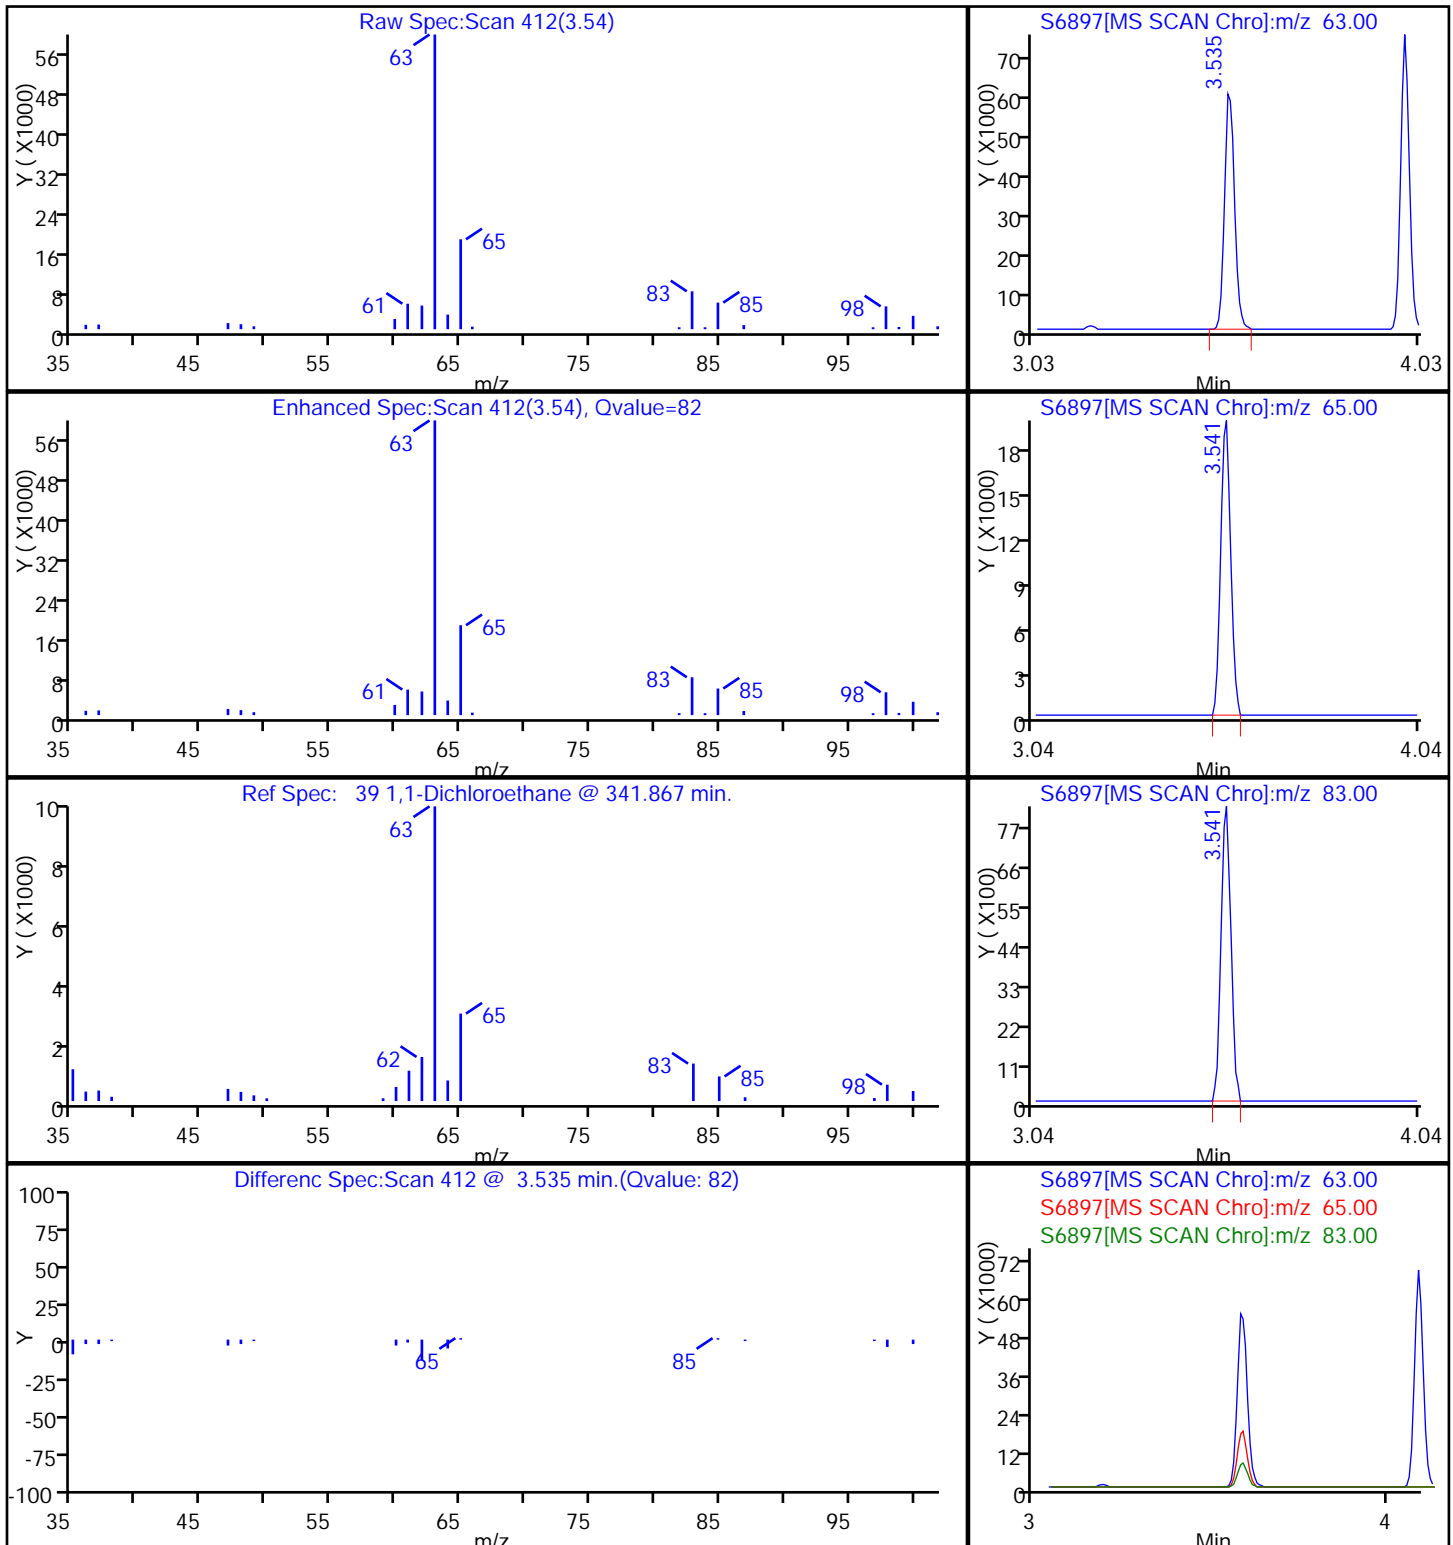 Raw Spec:Scan 412(3.54)
Y ( X1000)
56
48
40
32
24
16
8
0
63
65
61
83
85
98
35 45 55 65 75 85 95
m/z
S6897[MS SCAN Chro]:m/z 63.00
Y ( X1000)
70
60
50
40
30
20
10
0
3.535
3.03 4.03
Min
Enhanced Spec:Scan 412(3.54), Qvalue=82
Y ( X1000)
56
48
40
32
24
16
8
0
63
65
61
83
85
98
35 45 55 65 75 85 95
m/z
S6897[MS SCAN Chro]:m/z 65.00
Y ( X1000)
18
15
12
9
6
3
0
3.541
3.04 4.04
Min
Ref Spec: 39 1,1-Dichloroethane @ 341.867 min.
Y ( X1000)
10
8
6
4
2
0
63
65
62
83
85
98
35 45 55 65 75 85 95
m/z
S6897[MS SCAN Chro]:m/z 83.00
Y ( X100)
77
66
55
44
33
22
11
0
3.541
3.04 4.04
Min
Differenc Spec:Scan 412 @ 3.535 min.(Qvalue: 82)
Y
100
75
50
25
0
-25
-50
-75
-100
65
85
35 45 55 65 75 85 95
m/z
S6897[MS SCAN Chro]:m/z 63.00
S6897[MS SCAN Chro]:m/z 65.00
S6897[MS SCAN Chro]:m/z 83.00
Y ( X1000)
72
60
48
36
24
12
0
3 4
Min